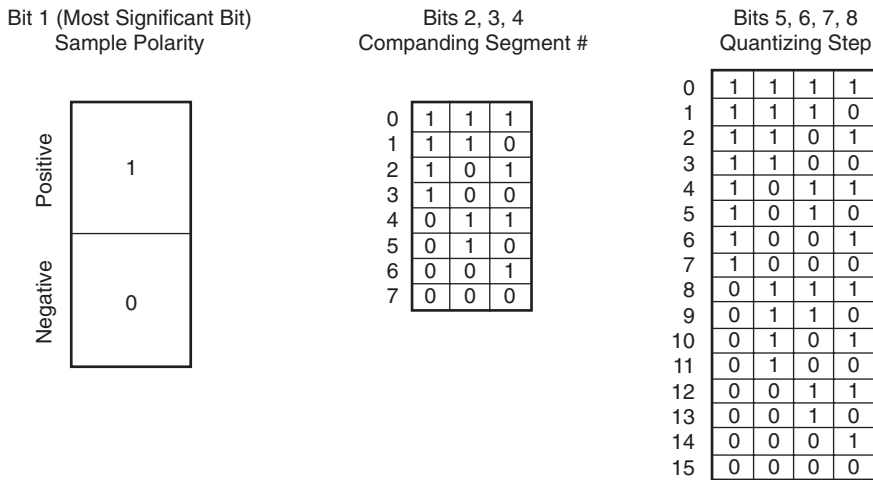 Bit 1 (Most Significant Bit)
Sample Polarity
Positive
1
Negative
0
Bits 2, 3, 4
Companding Segment #
0 1 1 1
1 1 1 0
2 1 0 1
3 1 0 0
4 0 1 1
5 0 1 0
6 0 0 1
7 0 0 0
Bits 5, 6, 7, 8
Quantizing Step
0 1 1 1 1
1 1 1 1 0
2 1 1 0 1
3 1 1 0 0
4 1 0 1 1
5 1 0 1 0
6 1 0 0 1
7 1 0 0 0
8 0 1 1 1
9 0 1 1 0
10 0 1 0 1
11 0 1 0 0
12 0 0 1 1
13 0 0 1 0
14 0 0 0 1
15 0 0 0 0